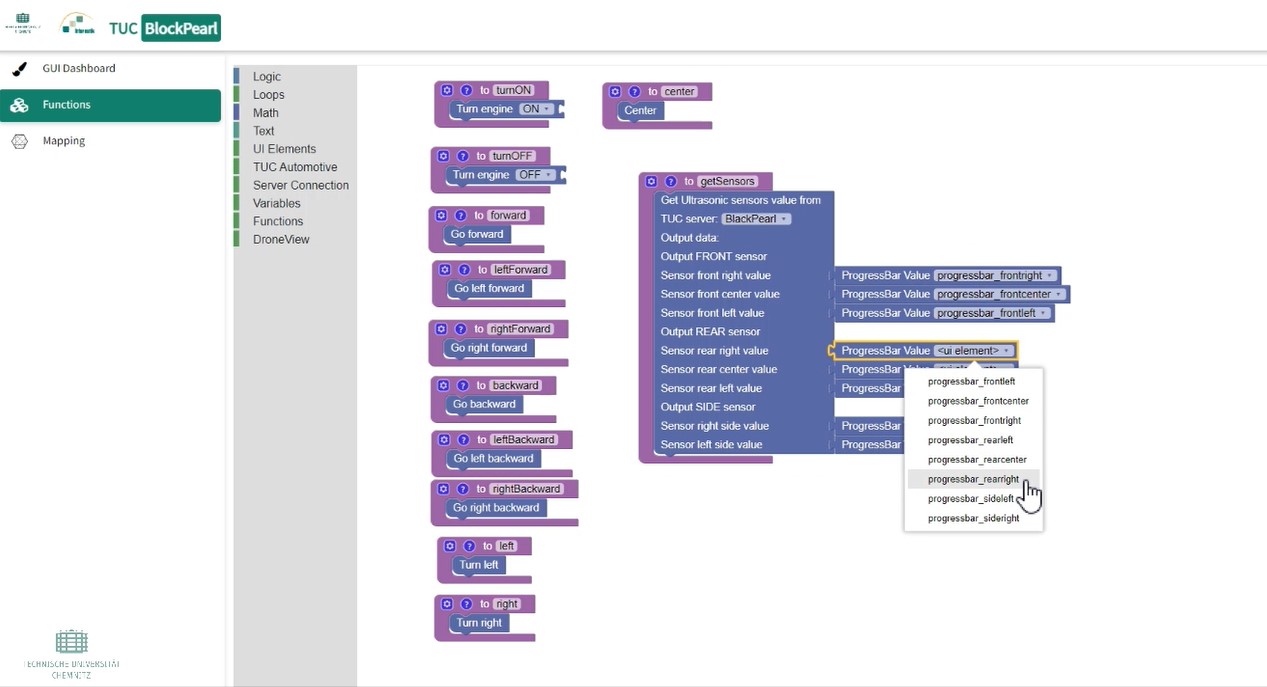 TUC BlockPearl
GUI Dashboard
Functions
Mapping
Logic
Loops
Math
Text
UI Elements
TUC Automotive
Server Connection
Variables
Functions
DroneView
to turnON
Turn engine ON
to turnOFF
Turn engine OFF
to forward
Go forward
to leftForward
Go left forward
to rightForward
Go right forward
to backward
Go backward
to leftBackward
Go left backward
to rightBackward
Go right backward
to left
Turn left
to right
Turn right
to center
Center
to getSensors
Get Ultrasonic sensors value from
TUC server: BlackPearl
Output data:
Output FRONT sensor
Sensor front right value ProgressBar Value progressbar_frontright
Sensor front center value ProgressBar Value progressbar_frontcenter
Sensor front left value ProgressBar Value progressbar_frontleft
Output REAR sensor
Sensor rear right value ProgressBar Value <ui element>
Sensor rear center value ProgressBar
Sensor rear left value ProgressBar
Output SIDE sensor
Sensor right side value ProgressBar
Sensor left side value ProgressBar
progressbar_frontleft
progressbar_frontcenter
progressbar_frontright
progressbar_rearleft
progressbar_rearcenter
progressbar_rearright
progressbar_sideleft
progressbar_sideright
TECHNISCHE UNIVERSITÄT
CHEMNITZ